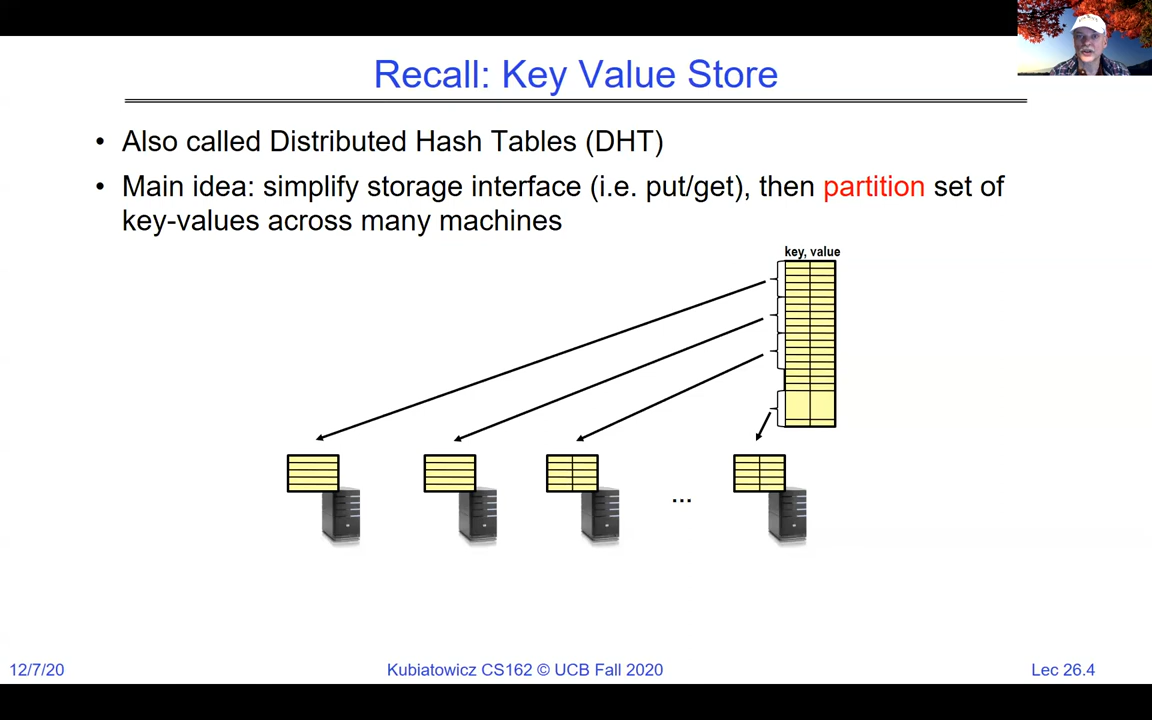 Recall: Key Value Store
• Also called Distributed Hash Tables (DHT)
• Main idea: simplify storage interface (i.e. put/get), then partition set of
key-values across many machines
key, value
...
12/7/20
Kubiatowicz CS162 © UCB Fall 2020
Lec 26.4